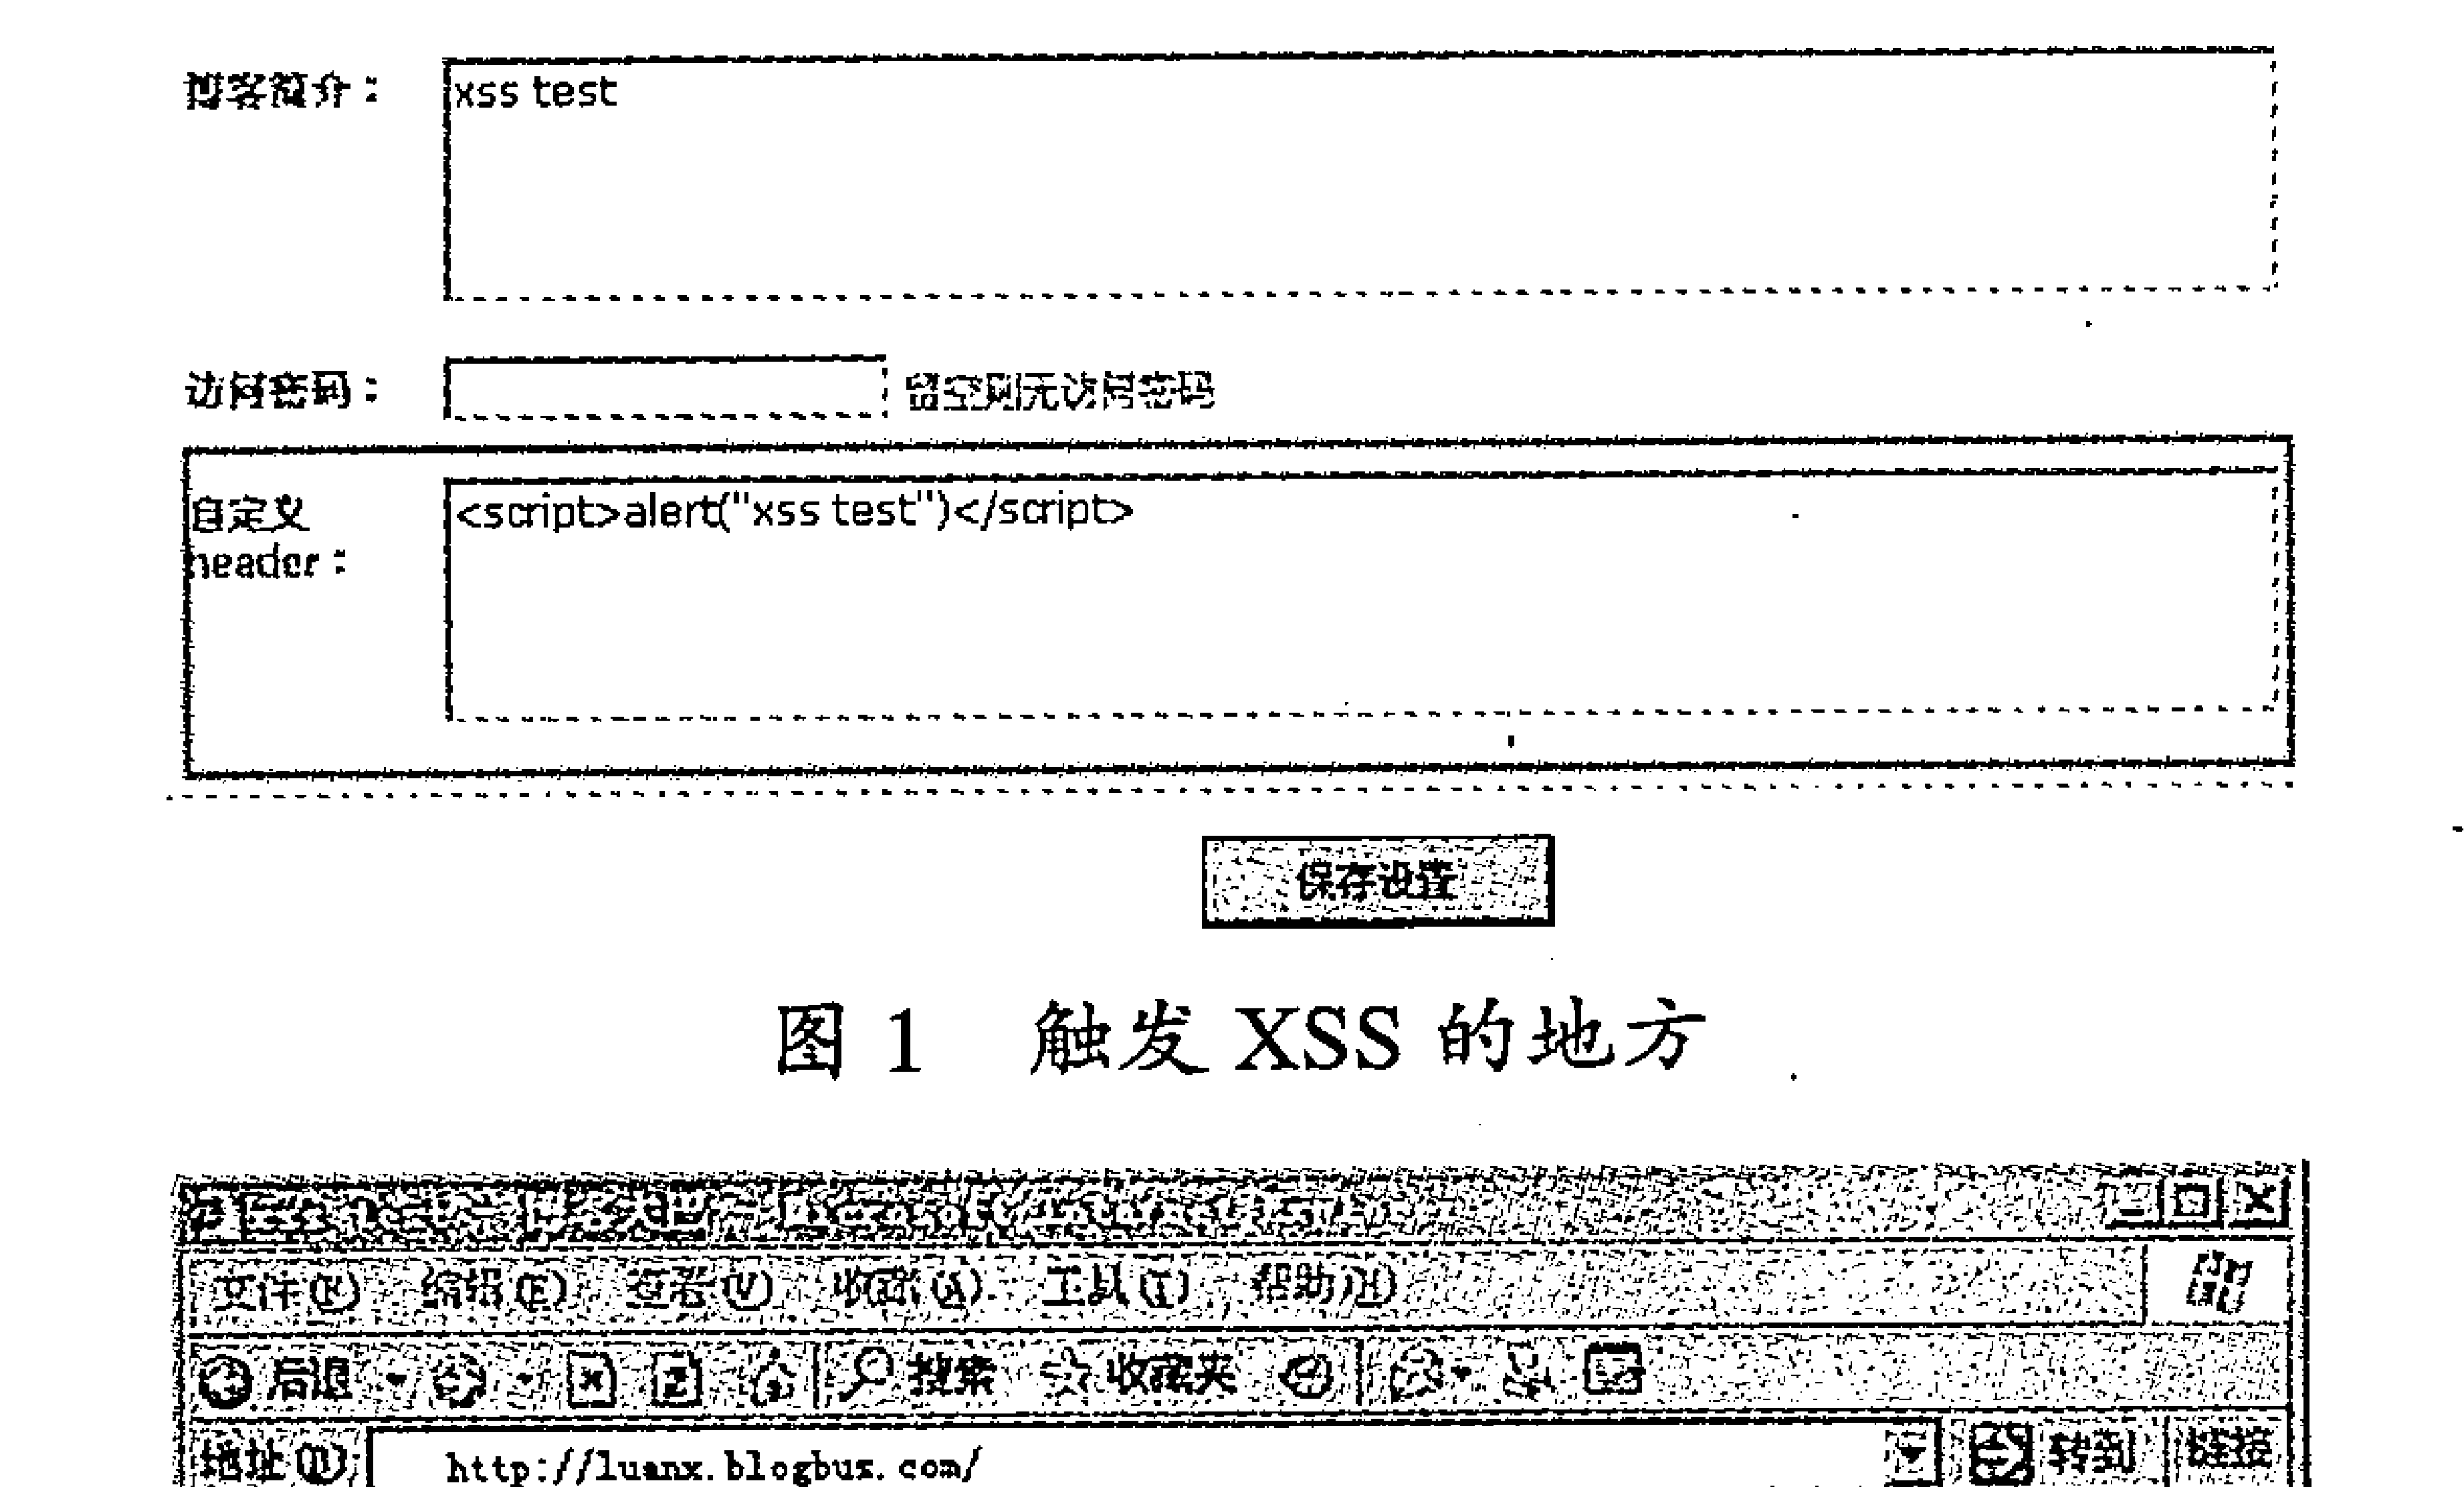 博客简介：
xss test
访问密码：
留空则无访问密码
自定义
header：
<script>alert("xss test")</script>
保存设置
图 1 触发 XSS 的地方
文件(F) 编辑(E) 查看(V) 收藏(A) 工具(T) 帮助(H)
后退 搜索 收藏夹
地址(D) http://luanx.blogbus.com/ 转到 链接